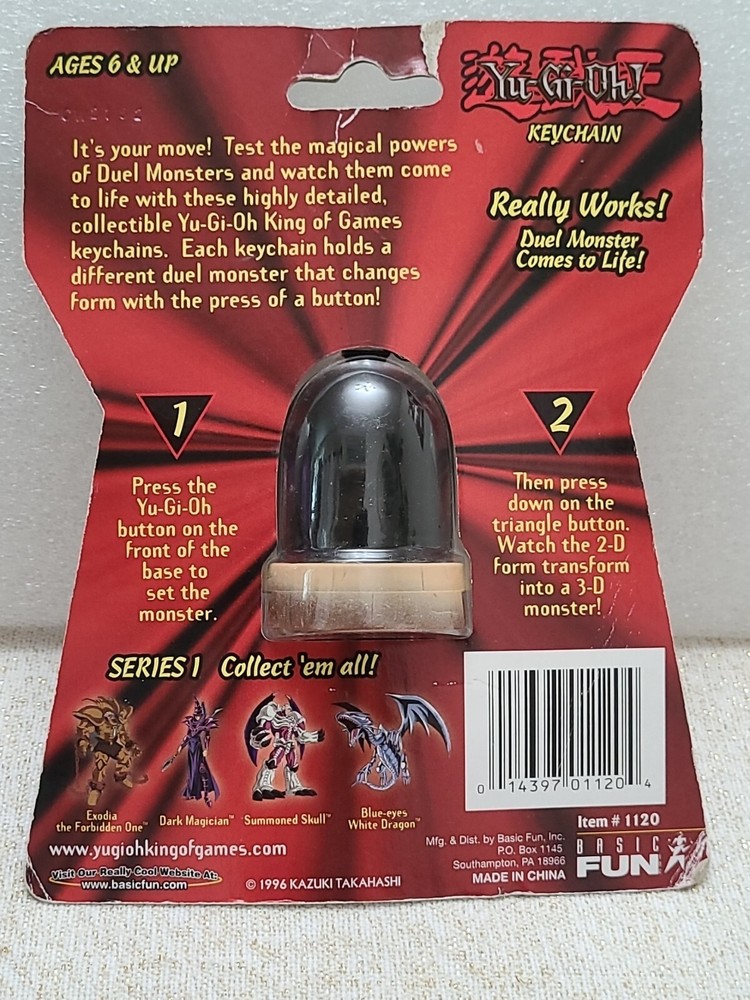 AGES 6 & UP
Yu-Gi-Oh!
KEYCHAIN
It's your move! Test the magical powers
of Duel Monsters and watch them come
to life with these highly detailed,
collectible Yu-Gi-Oh King of Games
keychains. Each keychain holds a
different duel monster that changes
form with the press of a button!
Really Works!
Duel Monster
Comes to Life!
1
Press the
Yu-Gi-Oh
button on the
front of the
base to
set the
monster.
2
Then press
down on the
triangle button.
Watch the 2-D
form transform
into a 3-D
monster!
SERIES 1 Collect 'em all!
Exodia
the Forbidden One™
Dark Magician™
Summoned Skull™
Blue-eyes
White Dragon™
0 14397 01120 4
Item # 1120
www.yugiohkingofgames.com
Visit Our Really Cool Website At:
www.basicfun.com
© 1996 KAZUKI TAKAHASHI
Mfg. & Dist. by Basic Fun, Inc.
P.O. Box 1145
Southampton, PA 18966
MADE IN CHINA
BASIC
FUN